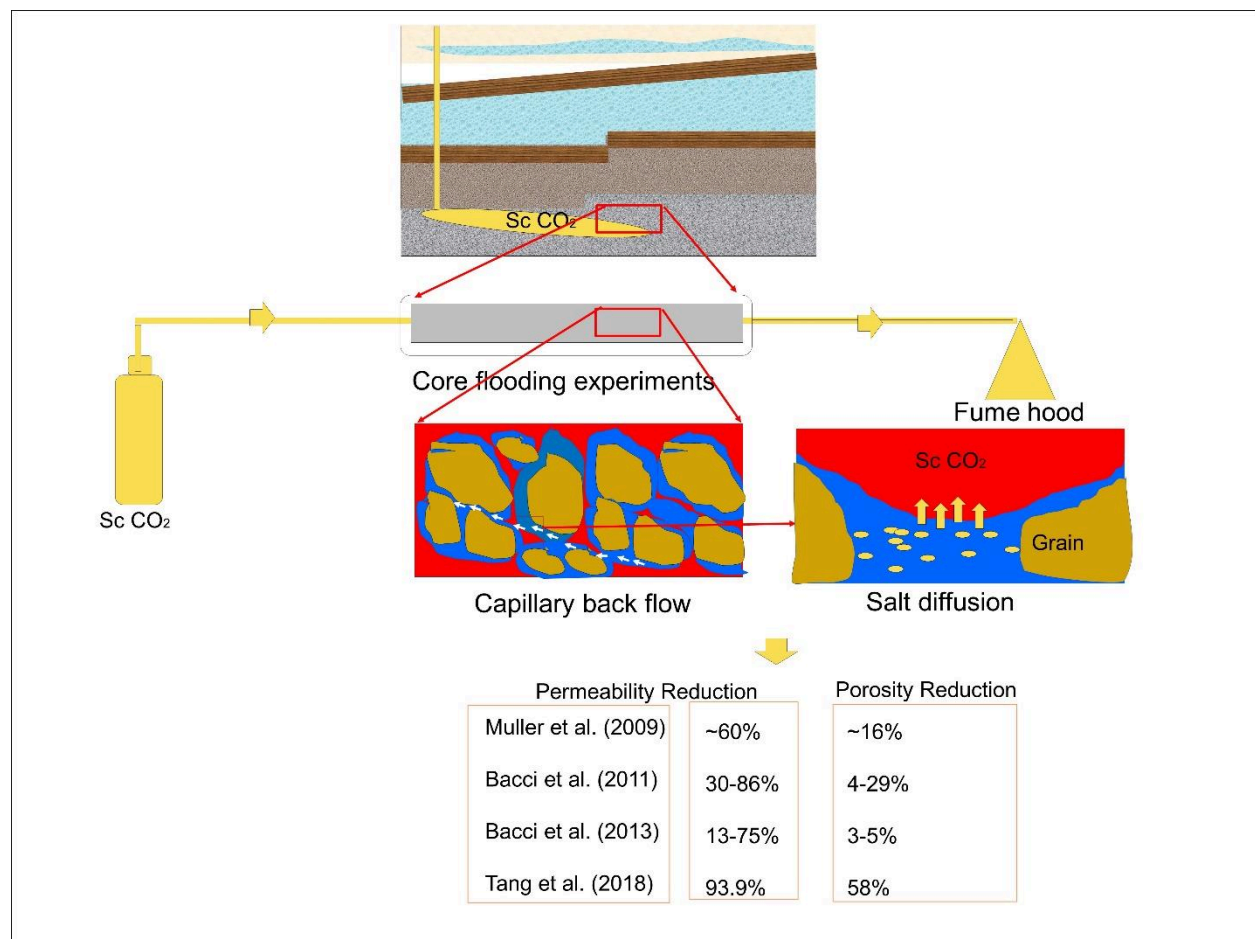 Sc CO₂
Core flooding experiments
Fume hood
Sc CO₂
Sc CO₂
Grain
Capillary back flow
Salt diffusion
Permeability Reduction Porosity Reduction
Muller et al. (2009) ~60% ~16%
Bacci et al. (2011) 30-86% 4-29%
Bacci et al. (2013) 13-75% 3-5%
Tang et al. (2018) 93.9% 58%